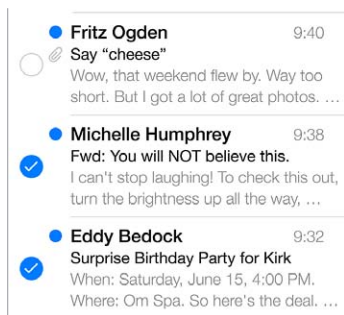 Fritz Ogden 9:40
Say “cheese”
Wow, that weekend flew by. Way too
short. But I got a lot of great photos. …
Michelle Humphrey 9:38
Fwd: You will NOT believe this.
I can't stop laughing! To check this out,
turn the brightness up all the way, …
Eddy Bedock 9:32
Surprise Birthday Party for Kirk
When: Saturday, June 15, 4:00 PM.
Where: Om Spa. So here's the deal. …